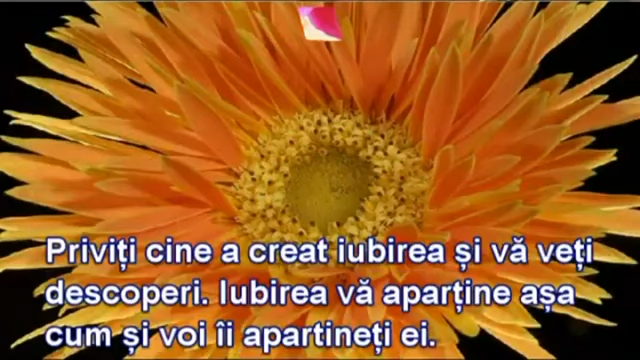 Priviți cine a creat iubirea și vă veți
descoperi. Iubirea vă aparține așa
cum și voi îi apartineți ei.